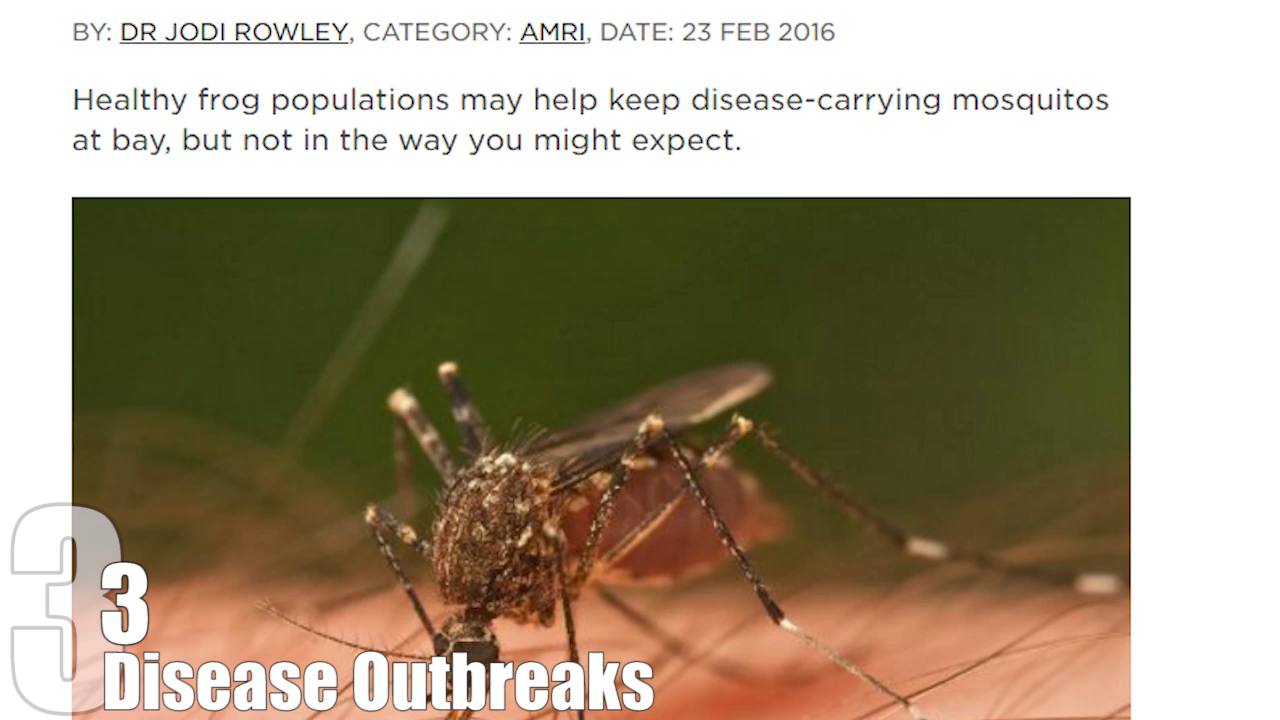 BY: DR JODI ROWLEY, CATEGORY: AMRI, DATE: 23 FEB 2016
Healthy frog populations may help keep disease-carrying mosquitos
at bay, but not in the way you might expect.
3
3
Disease Outbreaks